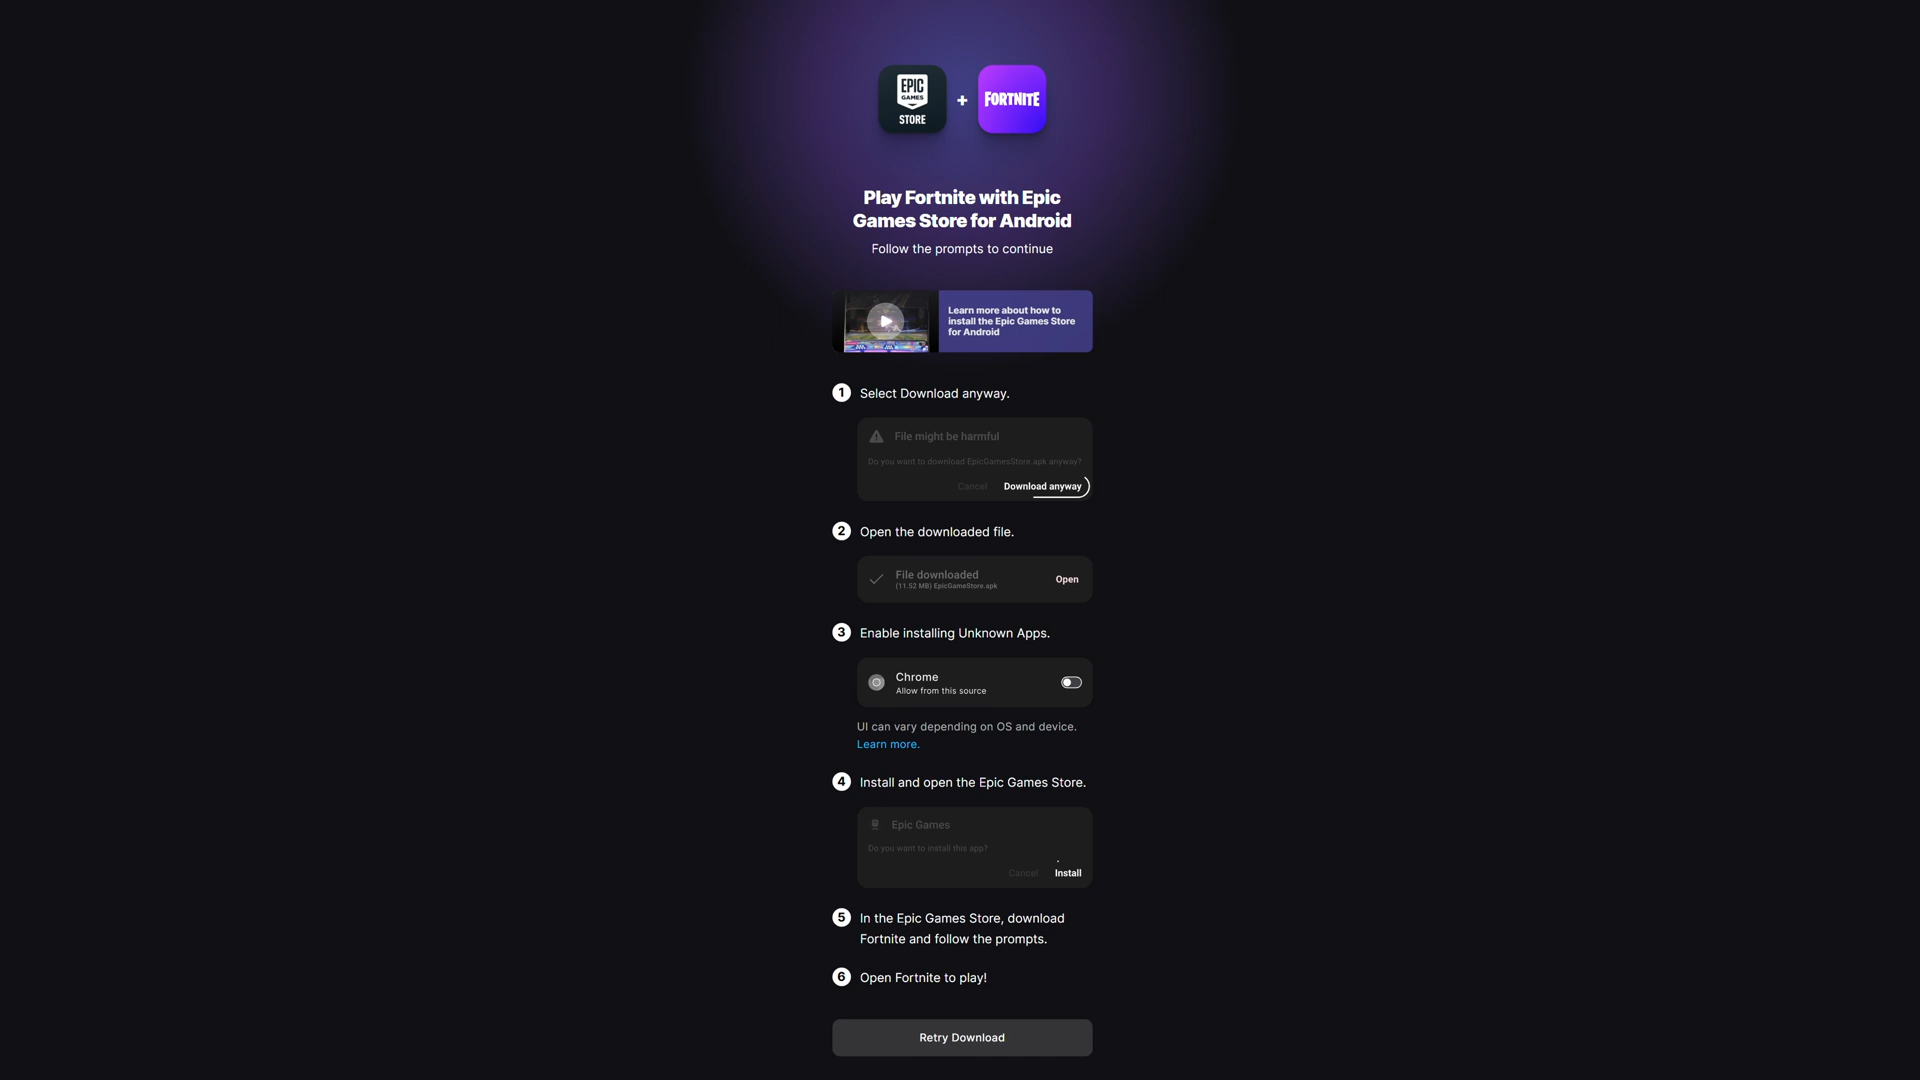 EPIC
GAMES
STORE
+
FORTNITE
Play Fortnite with Epic
Games Store for Android
Follow the prompts to continue
Learn more about how to
install the Epic Games Store
for Android
1 Select Download anyway.
File might be harmful
Do you want to download EpicGamesStore.apk anyway?
Cancel Download anyway
2 Open the downloaded file.
File downloaded
(11.52 MB) EpicGameStore.apk
Open
3 Enable installing Unknown Apps.
Chrome
Allow from this source
UI can vary depending on OS and device.
Learn more.
4 Install and open the Epic Games Store.
Epic Games
Do you want to install this app?
Cancel Install
5 In the Epic Games Store, download
Fortnite and follow the prompts.
6 Open Fortnite to play!
Retry Download